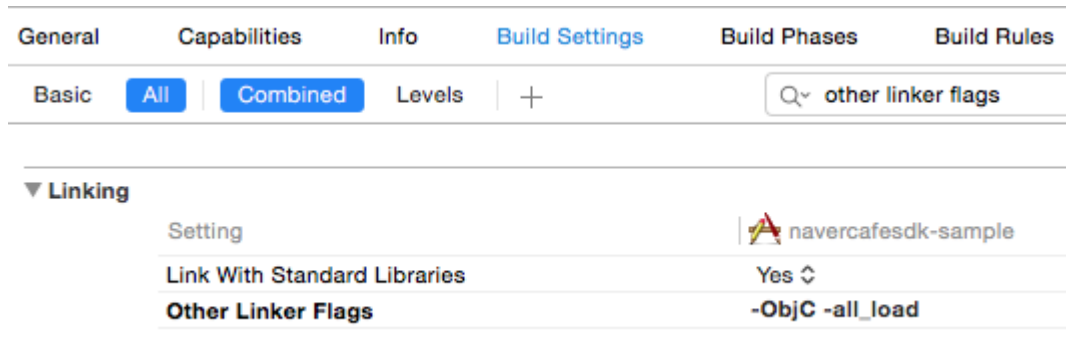 General Capabilities Info Build Settings Build Phases Build Rules
Basic All Combined Levels + other linker flags
Linking
Setting navercafesdk-sample
Link With Standard Libraries Yes
Other Linker Flags -ObjC -all_load